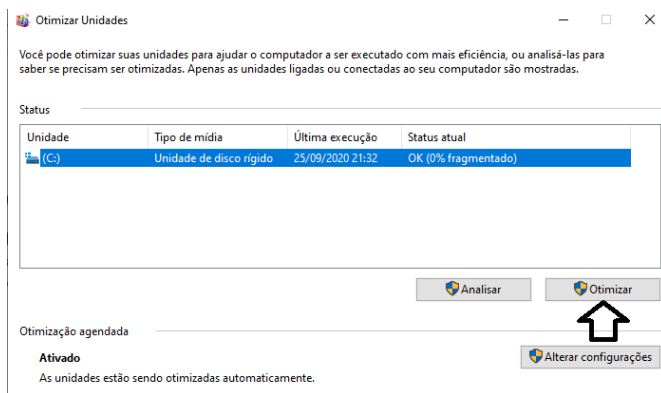 Otimizar Unidades
Você pode otimizar suas unidades para ajudar o computador a ser executado com mais eficiência, ou analisá-las para
saber se precisam ser otimizadas. Apenas as unidades ligadas ou conectadas ao seu computador são mostradas.
Status
Unidade Tipo de mídia Última execução Status atual
(C:) Unidade de disco rígido 25/09/2020 21:32 OK (0% fragmentado)
Analisar Otimizar
Otimização agendada
Ativado Alterar configurações
As unidades estão sendo otimizadas automaticamente.